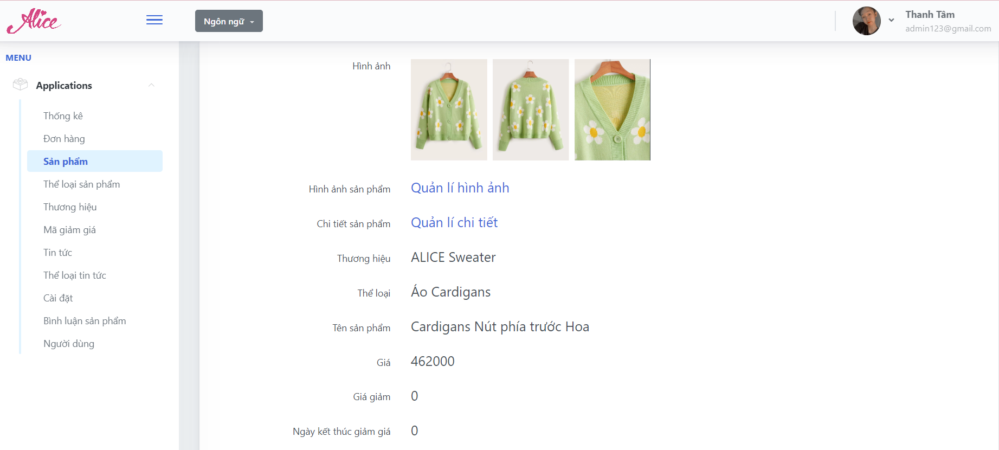 Alice
Ngôn ngữ
Thanh Tâm
admin123@gmail.com
MENU
Applications
Thống kê
Đơn hàng
Sản phẩm
Thể loại sản phẩm
Thương hiệu
Mã giảm giá
Tin tức
Thể loại tin tức
Cài đặt
Bình luận sản phẩm
Người dùng
Hình ảnh
Hình ảnh sản phẩm Quản lí hình ảnh
Chi tiết sản phẩm Quản lí chi tiết
Thương hiệu ALICE Sweater
Thể loại Áo Cardigans
Tên sản phẩm Cardigans Nút phía trước Hoa
Giá 462000
Giá giảm 0
Ngày kết thúc giảm giá 0